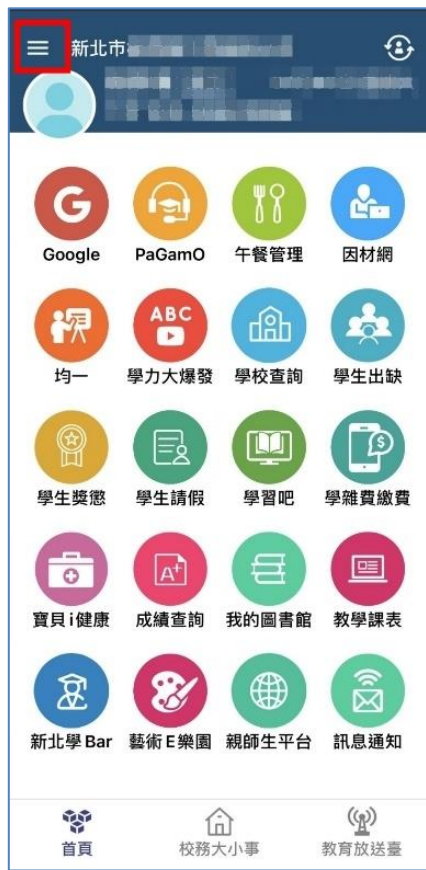 新北市
Google PaGamO 午餐管理 因材網
ABC
均一 學力大爆發 學校查詢 學生出缺
學生獎懲 學生請假 學習吧 學雜費繳費
A+
寶貝i健康 成績查詢 我的圖書館 教學課表
新北學Bar 藝術E樂園 親師生平台 訊息通知
首頁 校務大小事 教育放送臺